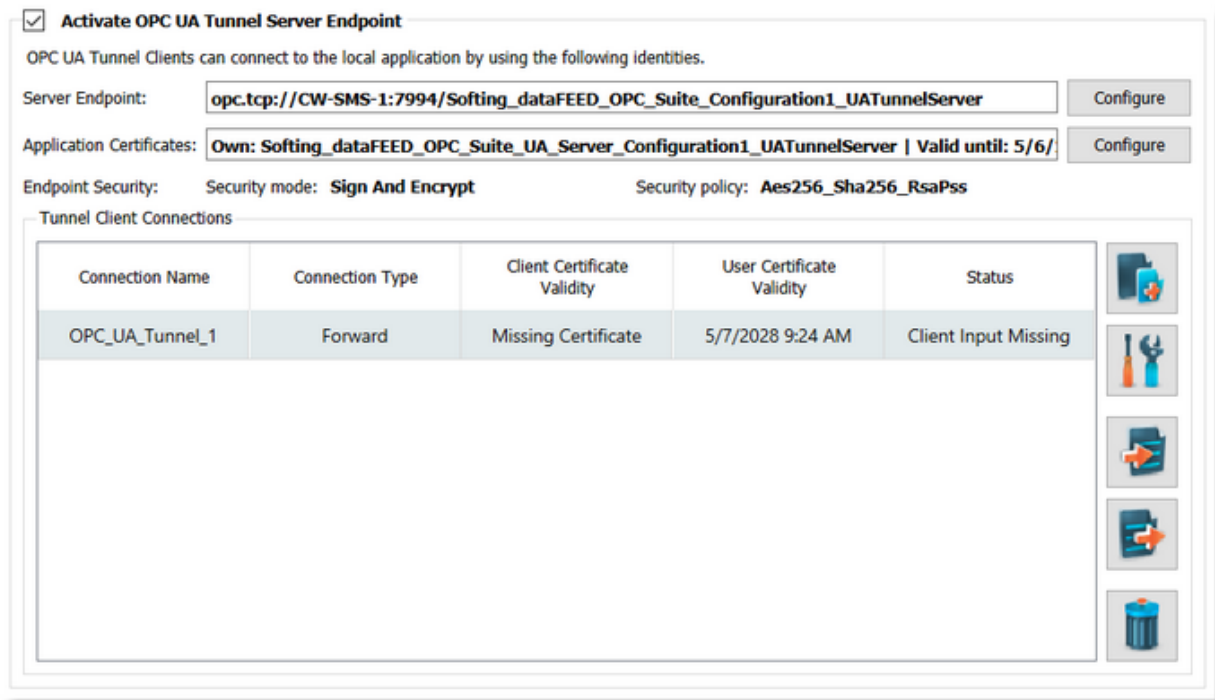 Activate OPC UA Tunnel Server Endpoint
OPC UA Tunnel Clients can connect to the local application by using the following identities.
Server Endpoint: opc.tcp://CW-SMS-1:7994/Softing_dataFEED_OPC_Suite_Configuration1_UATunnelServer Configure
Application Certificates: Own: Softing_dataFEED_OPC_Suite_UA_Server_Configuration1_UATunnelServer | Valid until: 5/6/ Configure
Endpoint Security: Security mode: Sign And Encrypt Security policy: Aes256_Sha256_RsaPss
Tunnel Client Connections
Connection Name Connection Type Client Certificate Validity User Certificate Validity Status
OPC_UA_Tunnel_1 Forward Missing Certificate 5/7/2028 9:24 AM Client Input Missing